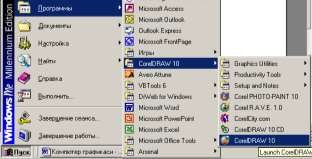 Windows Me Millennium Edition
Программы
Документы
Настройка
Найти
Справка
Выполнить...
Завершение сеанса...
Завершение работы...
Пуск
Компютер графикаси -
Microsoft Access
Microsoft Outlook
Outlook Express
Microsoft FrontPage
Игры
CorelDRAW 10
Aveo Attune
VBTools 6
DiWeb for Windows
Microsoft Word
Microsoft PowerPoint
Microsoft Excel
Microsoft Office Tools
Arsenal
Graphics Utilities
Productivity Tools
Setup and Notes
Corel PHOTO-PAINT 10
Corel R.A.V.E. 1.0
CorelCity.com
CorelDRAW 10 CD
CorelDRAW 10
Launch CorelDRAW